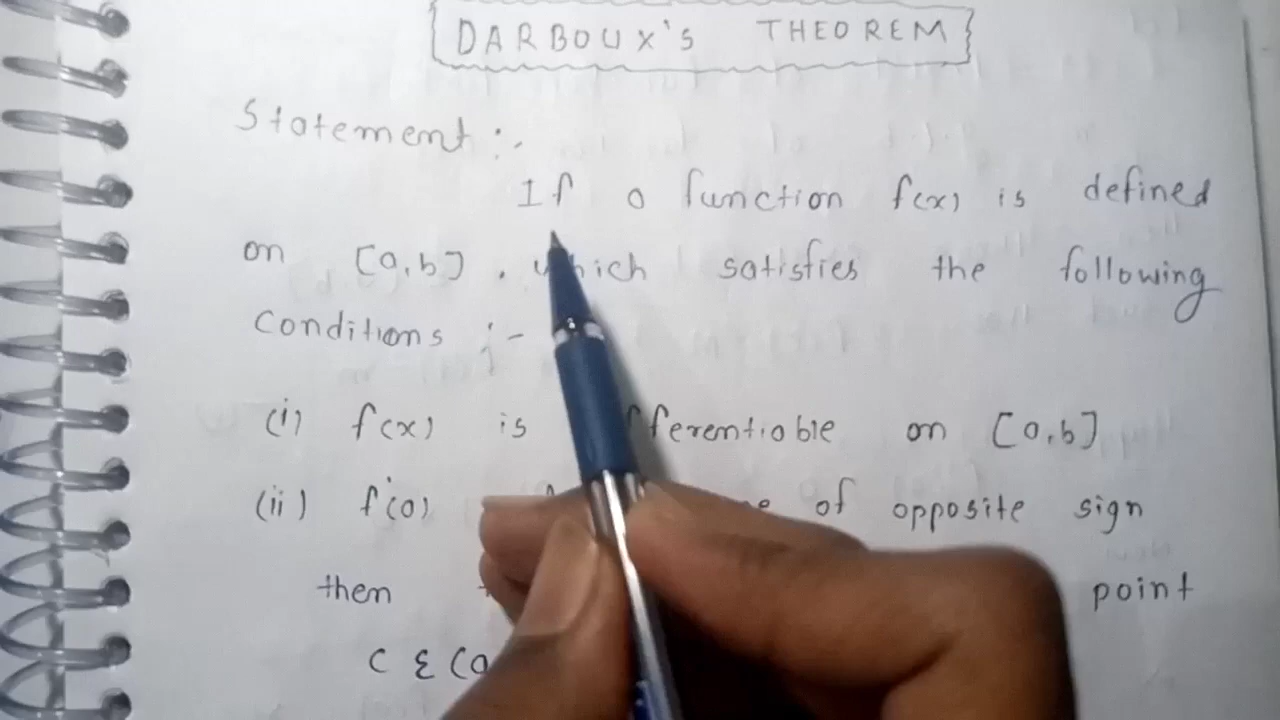 DARBOUX's THEOREM
Statement :-
If a function f(x) is defined
on [a,b] . which satisfies the following
Conditions ;-
(i) f(x) is on [a,b]
(ii) f'(a) of opposite sign
then point
C Ɛ (a